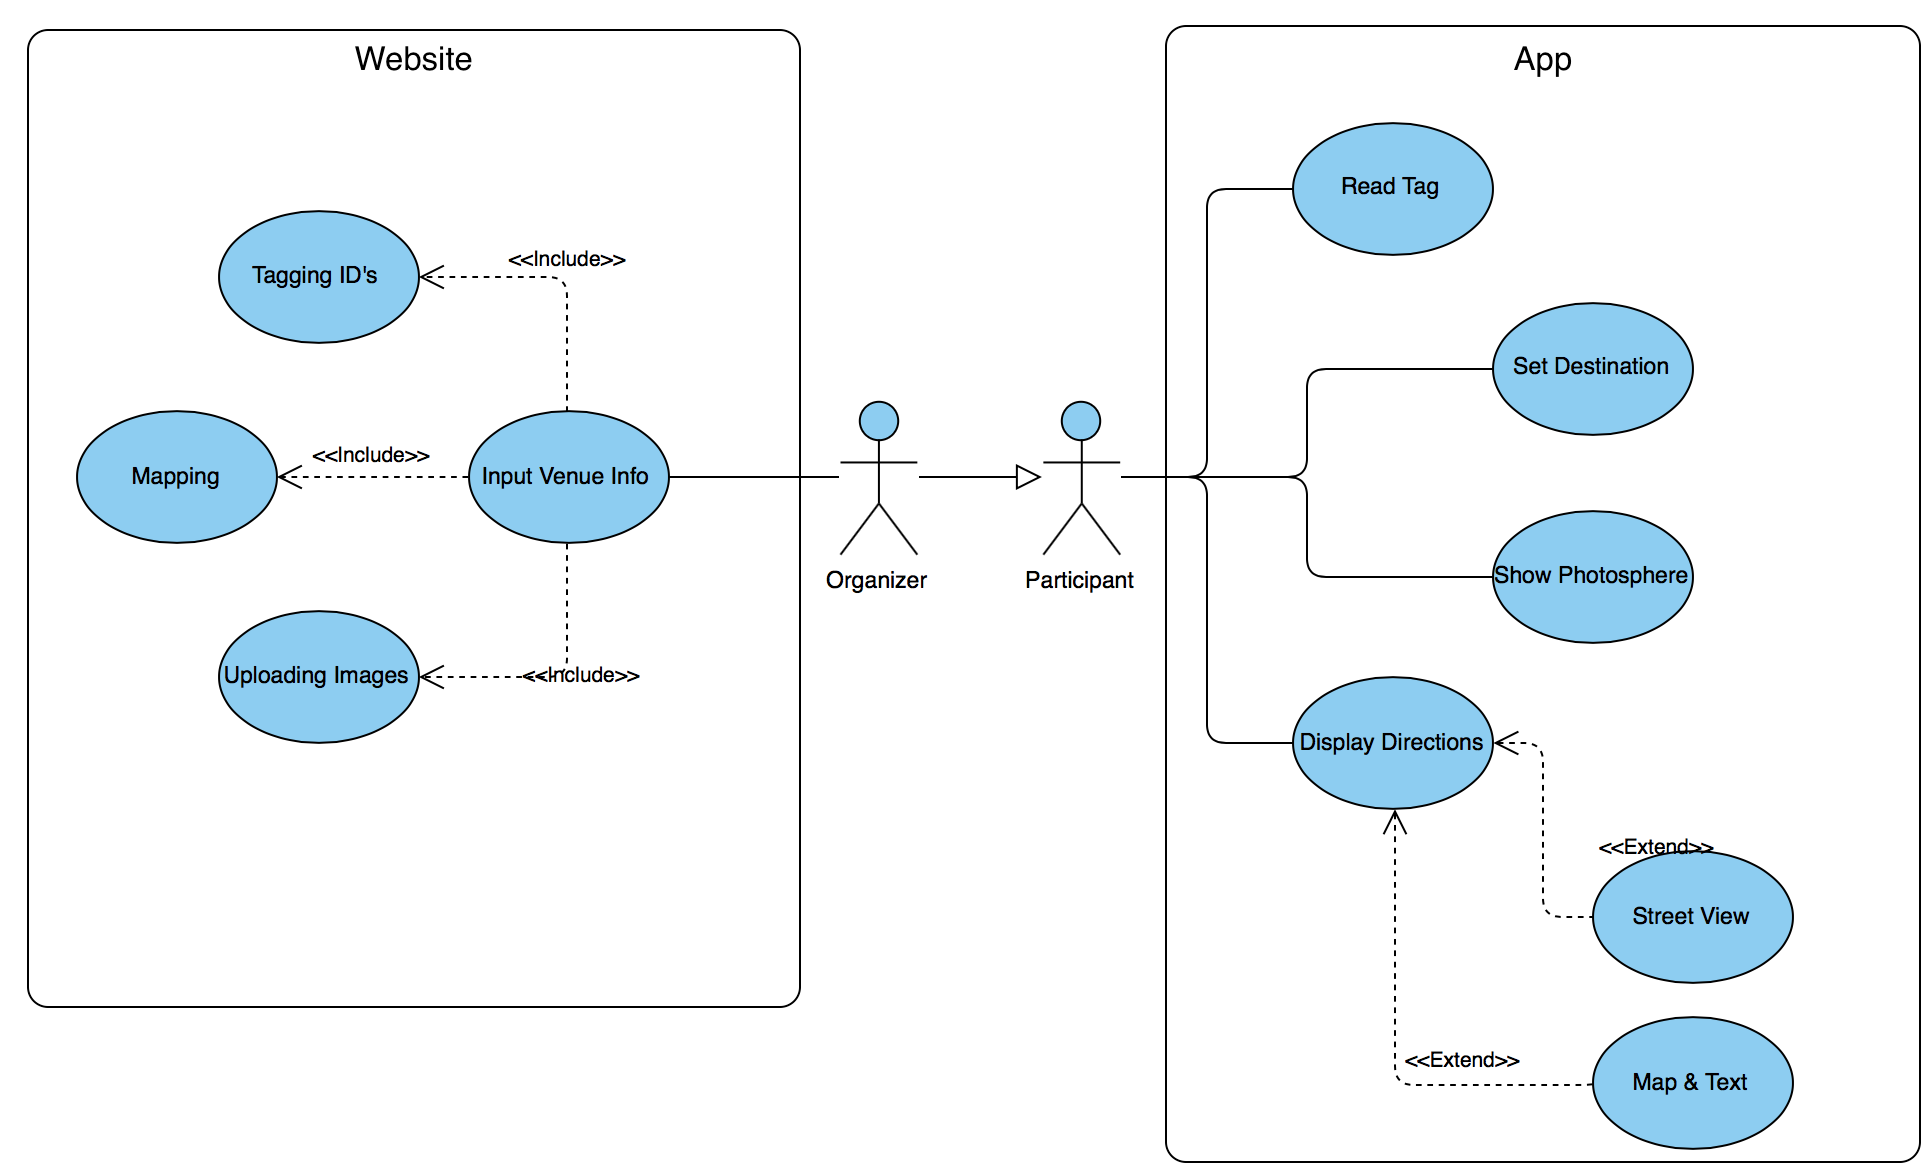 Website
Tagging ID's
<<Include>>
Mapping
<<Include>>
Input Venue Info
Uploading Images
<<Include>>
Organizer
Participant
App
Read Tag
Set Destination
Show Photosphere
Display Directions
<<Extend>>
Street View
<<Extend>>
Map & Text